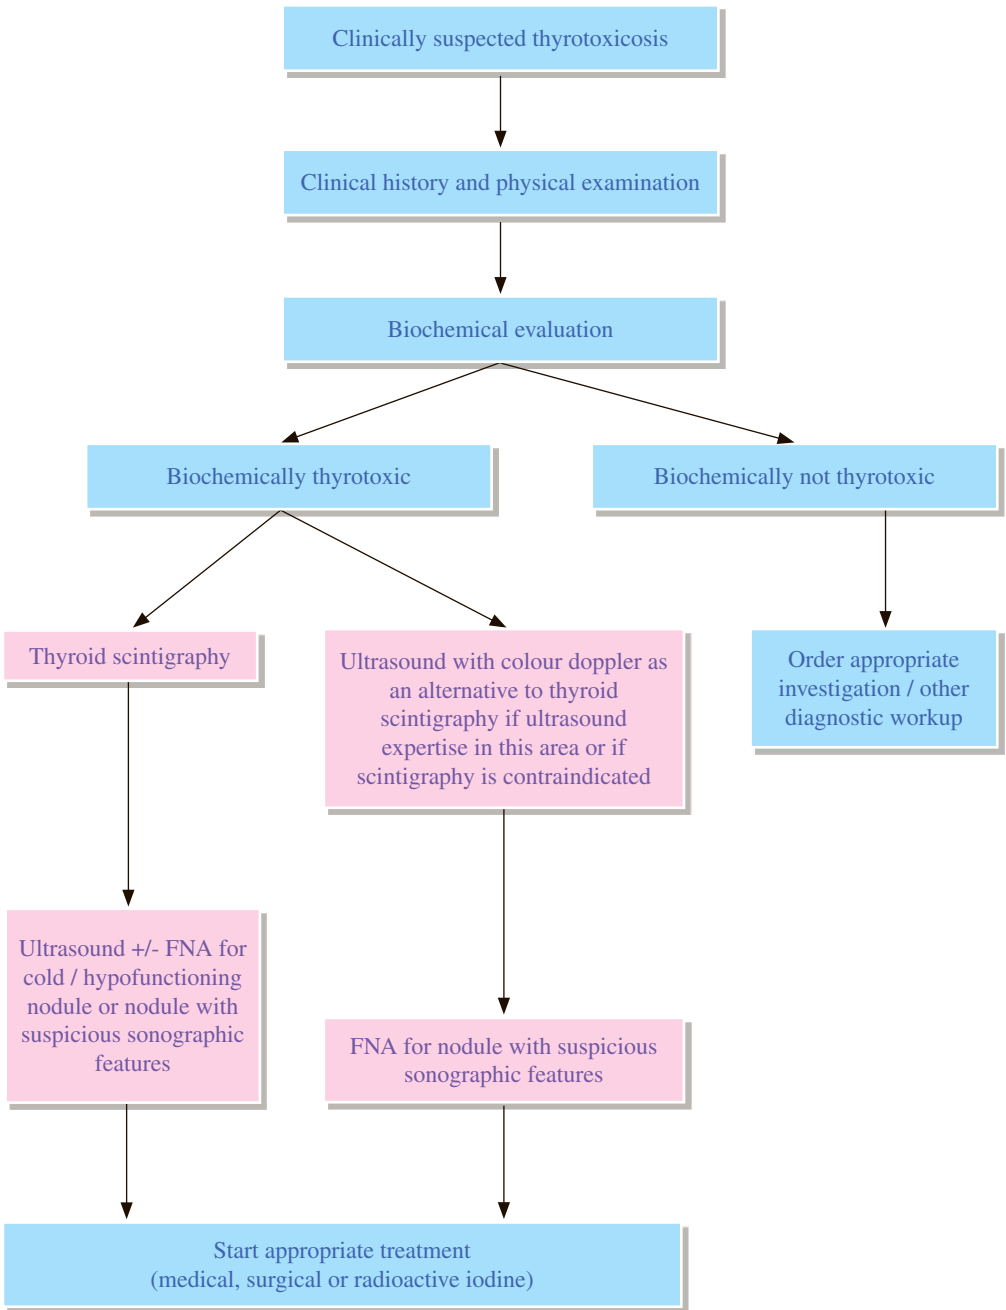 Clinically suspected thyrotoxicosis
Clinical history and physical examination
Biochemical evaluation
Biochemically thyrotoxic
Biochemically not thyrotoxic
Thyroid scintigraphy
Ultrasound with colour doppler as
an alternative to thyroid
scintigraphy if ultrasound
expertise in this area or if
scintigraphy is contraindicated
Order appropriate
investigation / other
diagnostic workup
Ultrasound +/- FNA for
cold / hypofunctioning
nodule or nodule with
suspicious sonographic
features
FNA for nodule with suspicious
sonographic features
Start appropriate treatment
(medical, surgical or radioactive iodine)